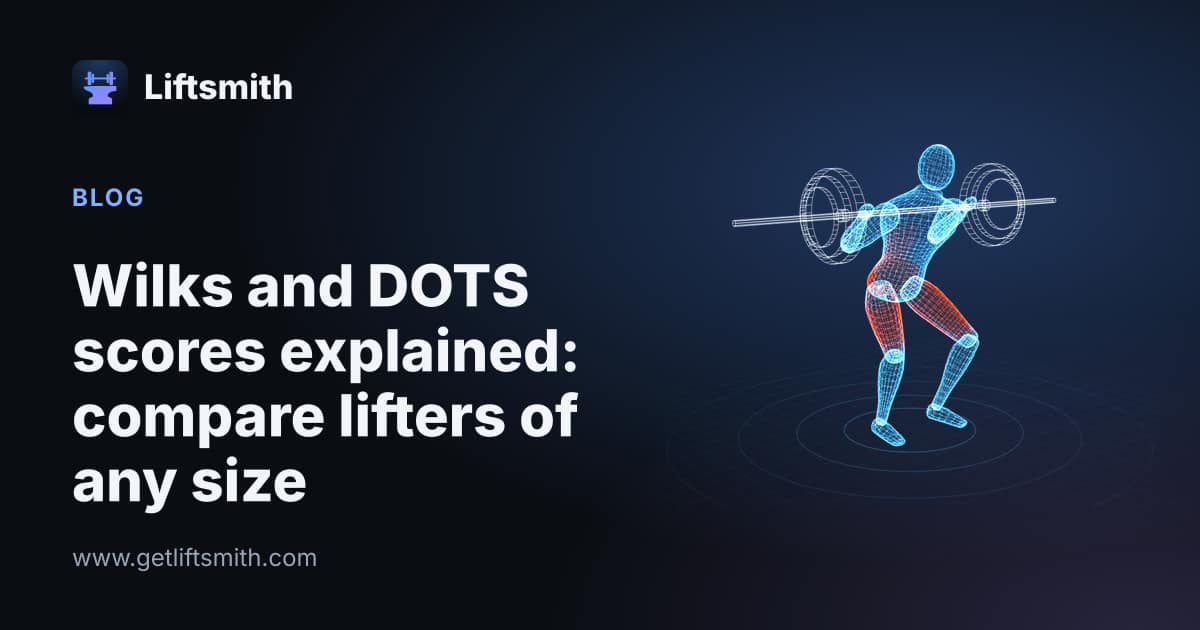 Liftsmith
BLOG
Wilks and DOTS
scores explained:
compare lifters of
any size
www.getliftsmith.com